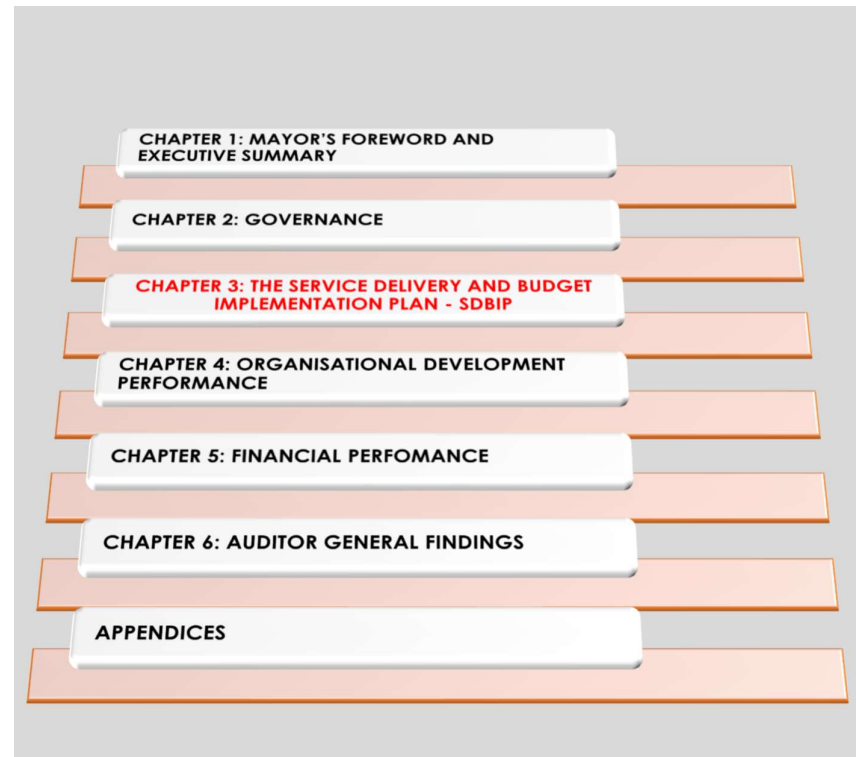 CHAPTER 1: MAYOR'S FOREWORD AND
EXECUTIVE SUMMARY
CHAPTER 2: GOVERNANCE
CHAPTER 3: THE SERVICE DELIVERY AND BUDGET
IMPLEMENTATION PLAN - SDBIP
CHAPTER 4: ORGANISATIONAL DEVELOPMENT
PERFORMANCE
CHAPTER 5: FINANCIAL PERFOMANCE
CHAPTER 6: AUDITOR GENERAL FINDINGS
APPENDICES